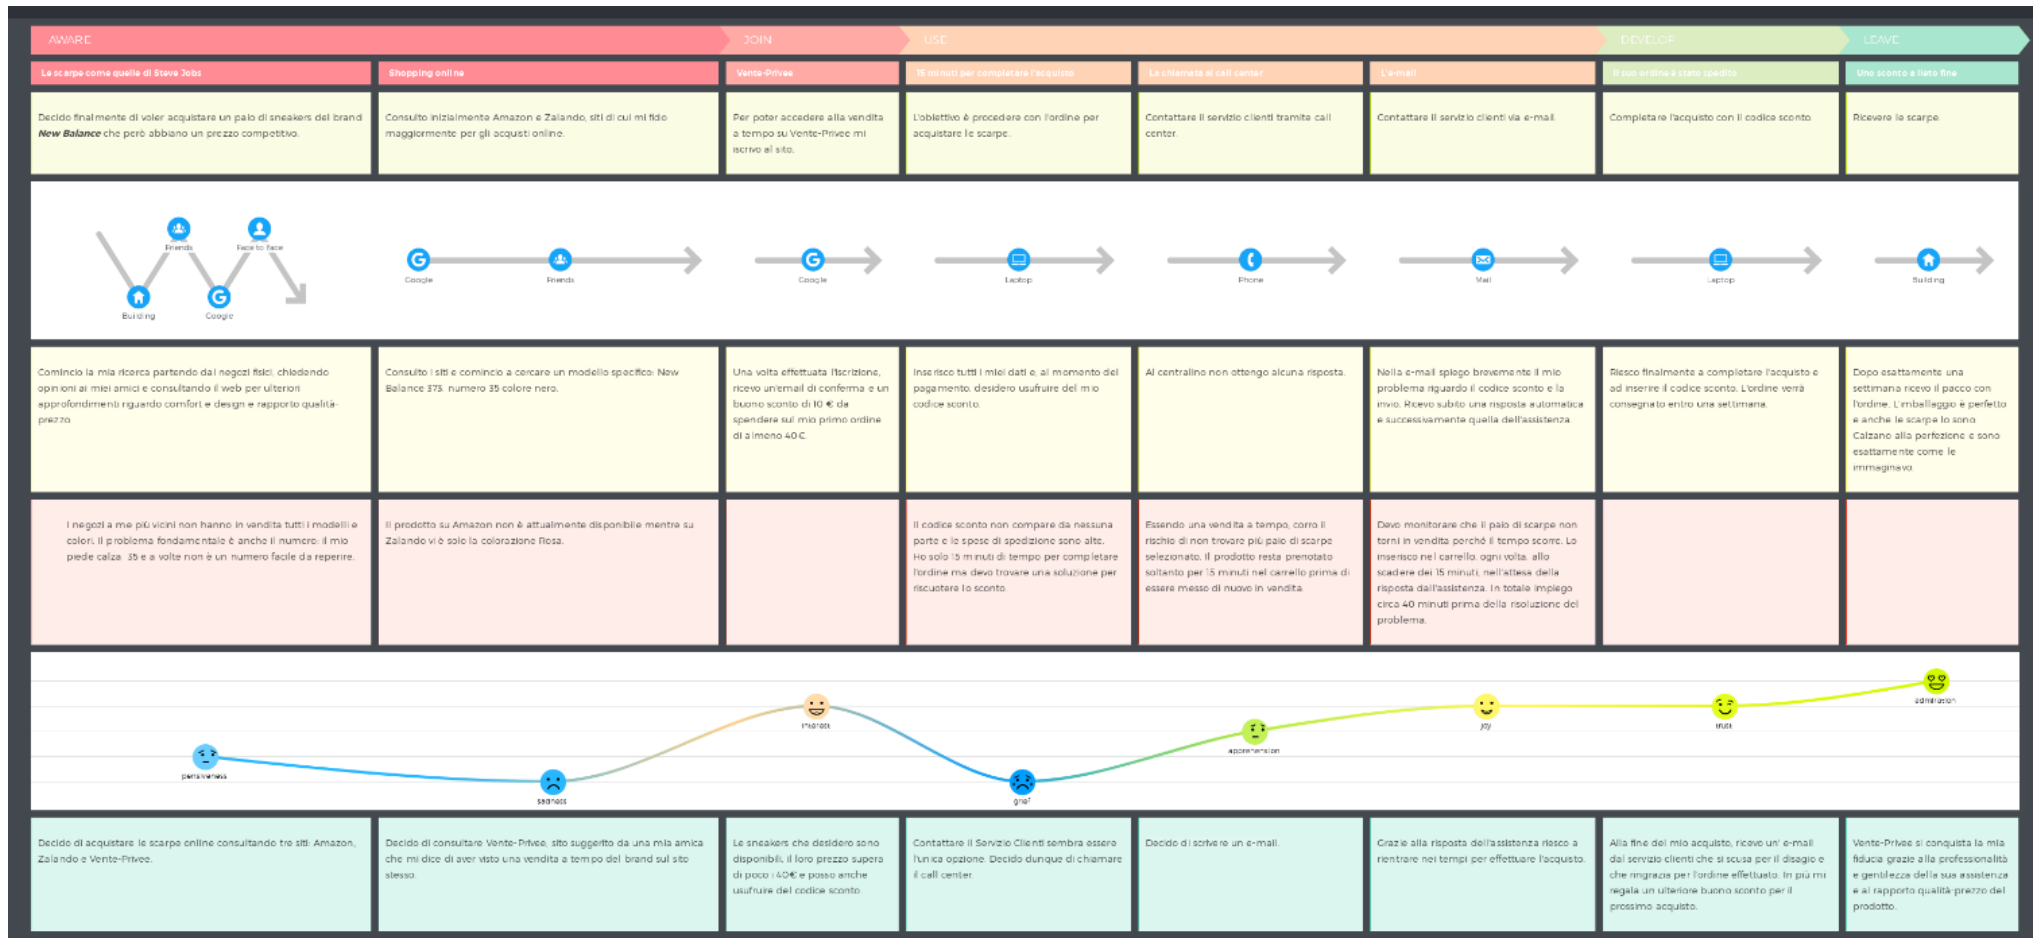 AWARE
JOIN
USE
DEVELOP
LEAVE
Le scarpe come quelle di Steve Jobs
Shopping online
Vente-Privee
15 minuti per completare l'acquisto
La chiamata al call center
L'e-mail
Il suo ordine è stato spedito
Uno sconto a lieto fine
Decido finalmente di voler acquistare un paio di sneakers del brand
New Balance che però abbiano un prezzo competitivo.
Consulto inizialmente Amazon e Zalando, siti di cui mi fido
maggiormente per gli acquisti online.
Per poter accedere alla vendita
a tempo su Vente-Privee mi
iscrivo al sito.
L'obiettivo è procedere con l'ordine per
acquistare le scarpe.
Contattare il servizio clienti tramite call
center.
Contattare il servizio clienti via e-mail.
Completare l'acquisto con il codice sconto.
Ricevere le scarpe.
Friends
Face to face
Building
Google
Google
Friends
Google
Laptop
Phone
Mail
Laptop
Building
Comincio la mia ricerca partendo dai negozi fisici, chiedendo
opinioni ai miei amici e consultando il web per ulteriori
approfondimenti riguardo comfort e design e rapporto qualità-
prezzo.
Consulto i siti e comincio a cercare un modello specifico: New
Balance 373, numero 35 colore nero.
Una volta effettuata l'iscrizione,
ricevo un'email di conferma e un
buono sconto di 10 € da
spendere sul mio primo ordine
di almeno 40 €.
Inserisco tutti i miei dati e, al momento del
pagamento, desidero usufruire del mio
codice sconto.
Al centralino non ottengo alcuna risposta.
Nella e-mail spiego brevemente il mio
problema riguardo il codice sconto e la
invio. Ricevo subito una risposta automatica
e successivamente quella dell'assistenza.
Riesco finalmente a completare l'acquisto e
ad inserire il codice sconto. L'ordine verrà
consegnato entro una settimana.
Dopo esattamente una
settimana ricevo il pacco con
l'ordine. L'imballaggio è perfetto
e anche le scarpe lo sono.
Calzano alla perfezione e sono
esattamente come le
immaginavo.
I negozi a me più vicini non hanno in vendita tutti i modelli e
colori. Il problema fondamentale è anche il numero: il mio
piede calza 35 e a volte non è un numero facile da reperire.
Il prodotto su Amazon non è attualmente disponibile mentre su
Zalando vi è solo la colorazione Rosa.
Il codice sconto non compare da nessuna
parte e le spese di spedizione sono alte.
Ho solo 15 minuti di tempo per completare
l'ordine ma devo trovare una soluzione per
riscuotere lo sconto.
Essendo una vendita a tempo, corro il
rischio di non trovare più paio di scarpe
selezionato. Il prodotto resta prenotato
soltanto per 15 minuti nel carrello prima di
essere messo di nuovo in vendita.
Devo monitorare che il paio di scarpe non
torni in vendita perché il tempo scorre. Lo
inserisco nel carrello, ogni volta, allo
scadere dei 15 minuti, nell'attesa della
risposta dall'assistenza. In totale impiego
circa 40 minuti prima della risoluzione del
problema.
pensiveness
sadness
interest
grief
apprehension
joy
trust
admiration
Decido di acquistare le scarpe online consultando tre siti: Amazon,
Zalando e Vente-Privee.
Decido di consultare Vente-Privee, sito suggerito da una mia amica
che mi dice di aver visto una vendita a tempo del brand sul sito
stesso.
Le sneakers che desidero sono
disponibili, il loro prezzo supera
di poco i 40€ e posso anche
usufruire del codice sconto.
Contattare il Servizio Clienti sembra essere
l'unica opzione. Decido dunque di chiamare
il call center.
Decido di scrivere un e-mail.
Grazie alla risposta dell'assistenza riesco a
rientrare nei tempi per effettuare l'acquisto.
Alla fine del mio acquisto, ricevo un' e-mail
dal servizio clienti che si scusa per il disagio e
che ringrazia per l'ordine effettuato. In più mi
regala un ulteriore buono sconto per il
prossimo acquisto.
Vente-Privee si conquista la mia
fiducia grazie alla professionalità
e gentilezza della sua assistenza
e al rapporto qualità-prezzo del
prodotto.